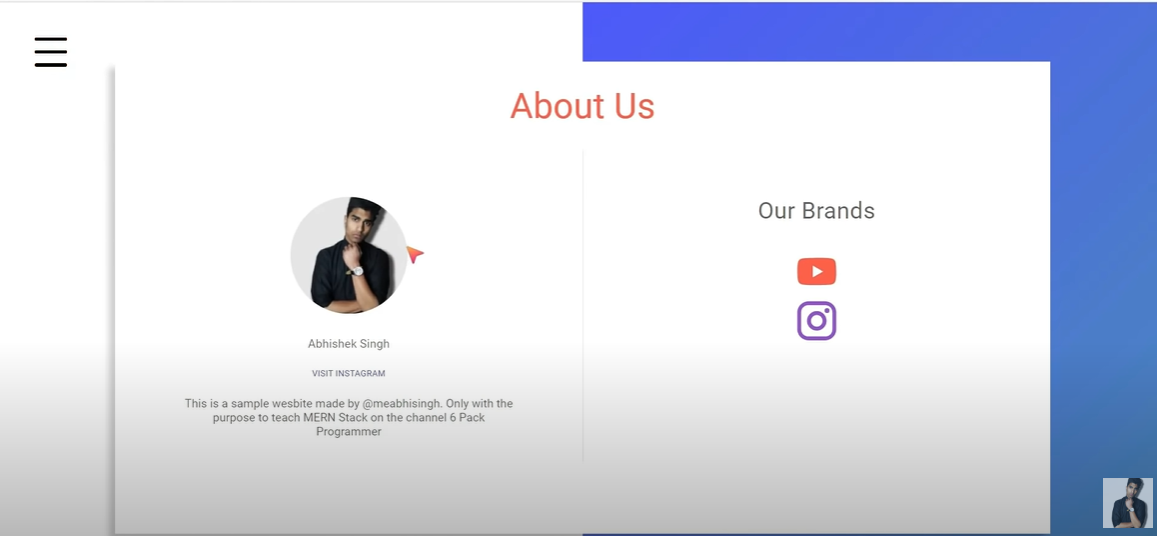 About Us
Our Brands
Abhishek Singh
VISIT INSTAGRAM
This is a sample wesbite made by @meabhisingh. Only with the
purpose to teach MERN Stack on the channel 6 Pack
Programmer